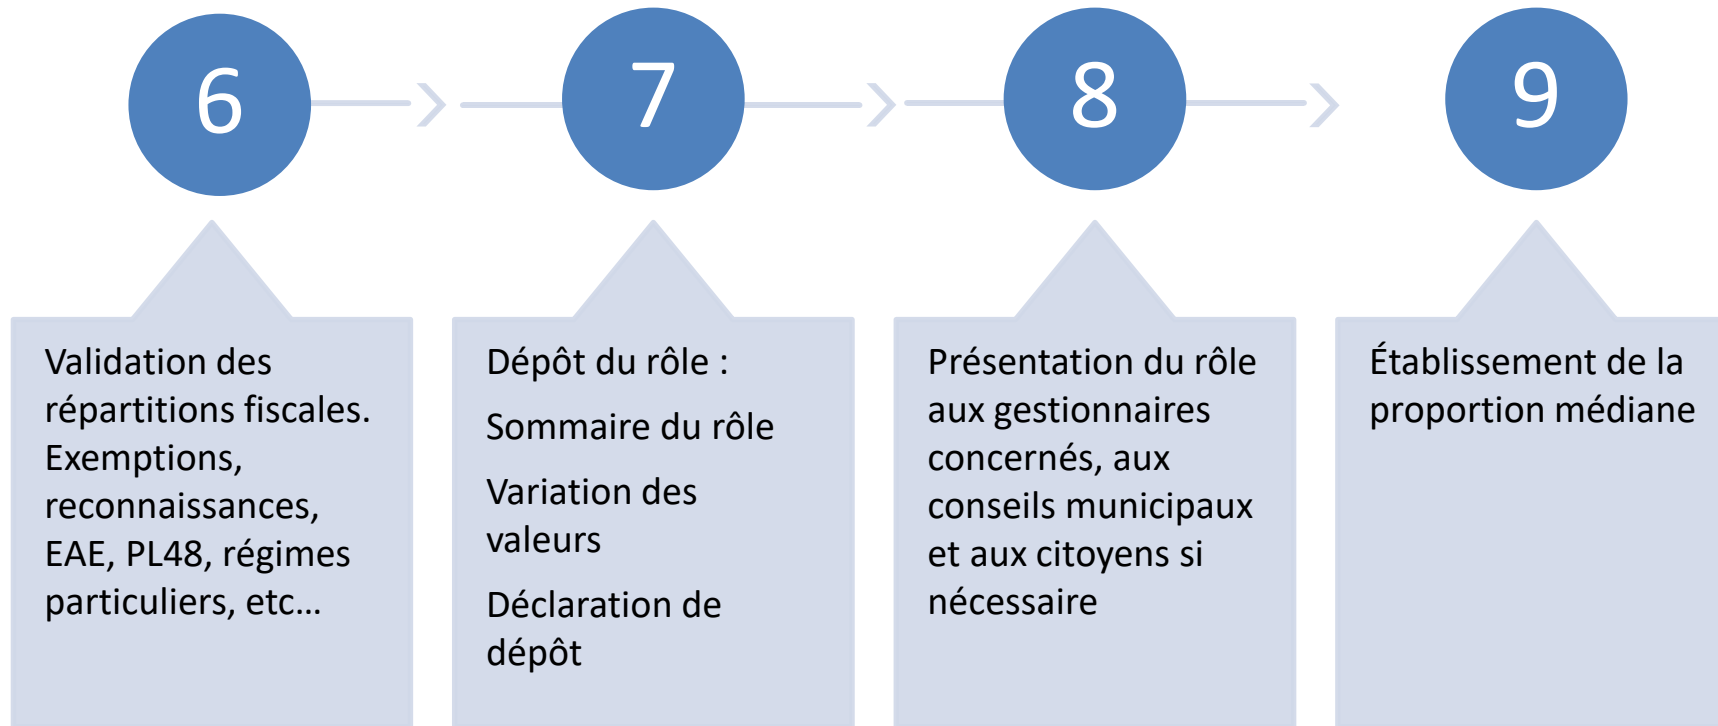 6
7
8
9
Validation des
répartitions fiscales.
Exemptions,
reconnaissances,
EAE, PL48, régimes
particuliers, etc…
Dépôt du rôle :
Sommaire du rôle
Variation des
valeurs
Déclaration de
dépôt
Présentation du rôle
aux gestionnaires
concernés, aux
conseils municipaux
et aux citoyens si
nécessaire
Établissement de la
proportion médiane